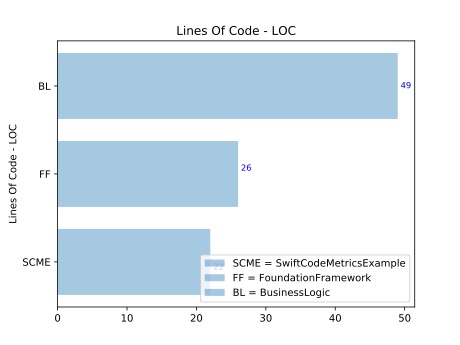 Lines Of Code - LOC
Lines Of Code - LOC
BL
49
FF
26
SCME
22
SCME = SwiftCodeMetricsExample
FF = FoundationFramework
BL = BusinessLogic
0 10 20 30 40 50